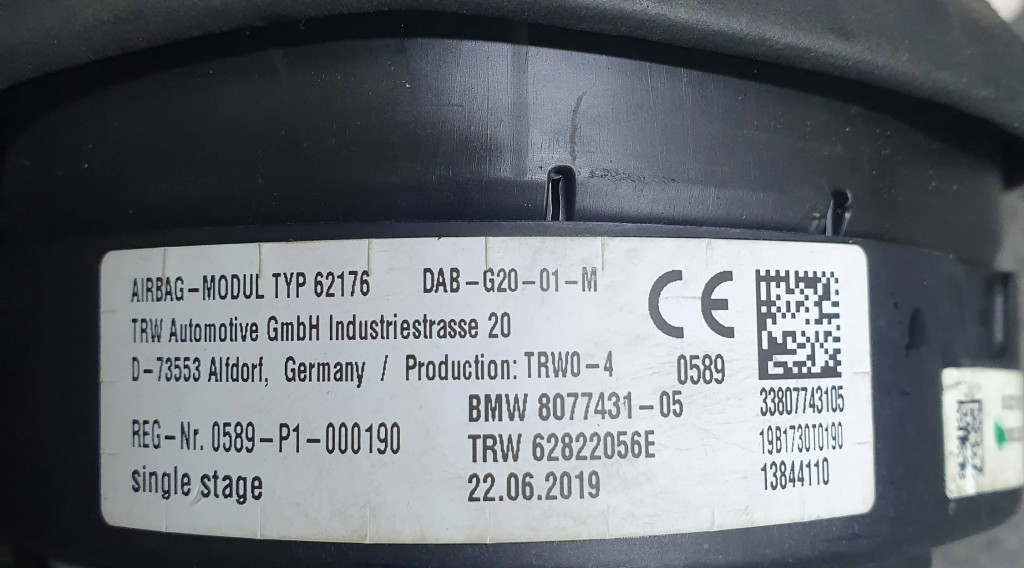 AIRBAG-MODUL TYP 62176 DAB-G20-01-M
TRW Automotive GmbH Industriestrasse 20
D-73553 Alfdorf, Germany / Production: TRW0-4
CE
0589
BMW 8077431-05
REG-Nr. 0589-P1-000190
TRW 62822056E
single stage
22.06.2019
33807743105
19B1730T0190
13844110